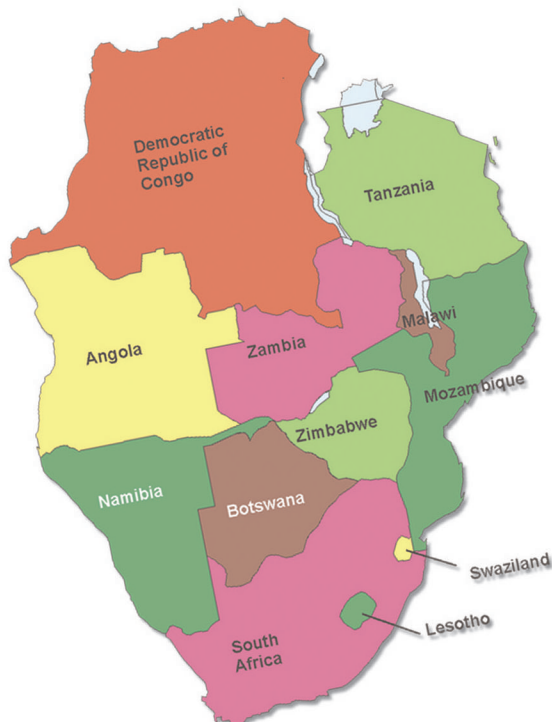 Democratic
Republic of
Congo
Tanzania
Angola
Zambia
Malawi
Mozambique
Zimbabwe
Namibia
Botswana
Swaziland
Lesotho
South
Africa